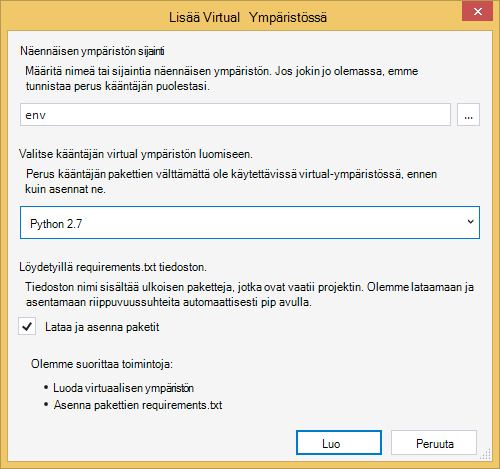 Lisää Virtual Ympäristössä
Näennäisen ympäristön sijainti
Määritä nimeä tai sijaintia näennäisen ympäristön. Jos jokin jo olemassa, emme
tunnistaa perus kääntäjän puolestasi.
env
...
Valitse kääntäjän virtual ympäristön luomiseen.
Perus kääntäjän pakettien välttämättä ole käytettävissä virtual-ympäristössä, ennen
kuin asennat ne.
Python 2.7
Löydetyillä requirements.txt tiedoston.
Tiedoston nimi sisältää ulkoisen paketteja, jotka ovat vaatii projektin. Olemme lataamaan ja
asentamaan riippuvuussuhteita automaattisesti pip avulla.
Lataa ja asenna paketit
Olemme suorittaa toimintoja:
• Luoda virtuaalisen ympäristön
• Asenna pakettien requirements.txt
Luo
Peruuta